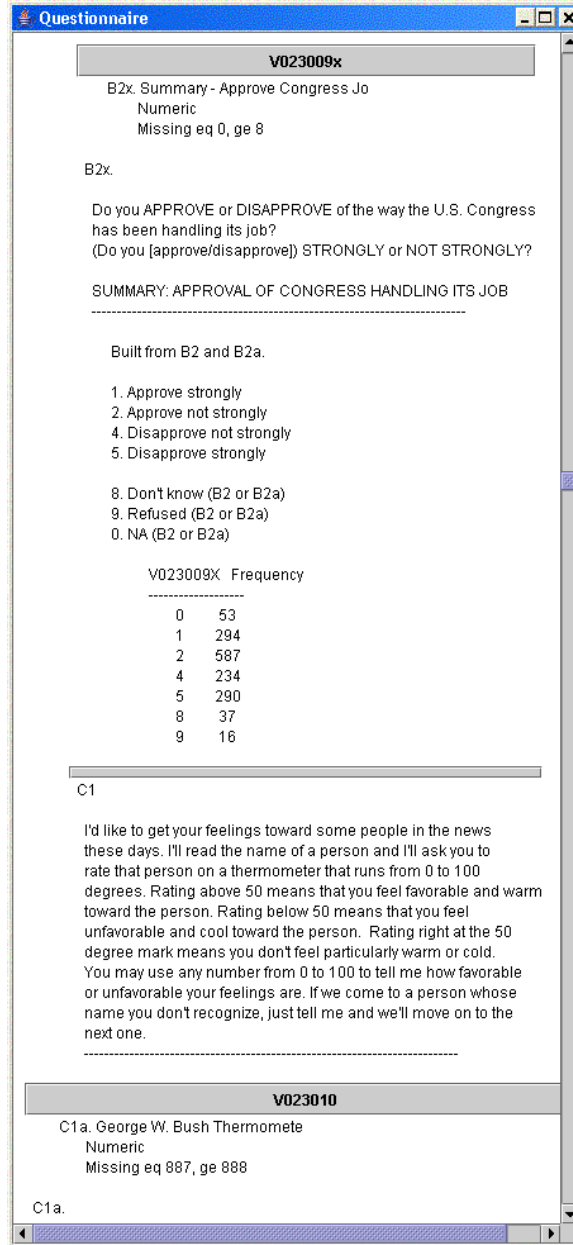 Questionnaire
V023009x
B2x. Summary - Approve Congress Jo
Numeric
Missing eq 0, ge 8
B2x.
Do you APPROVE or DISAPPROVE of the way the U.S. Congress
has been handling its job?
(Do you [approve/disapprove]) STRONGLY or NOT STRONGLY?
SUMMARY: APPROVAL OF CONGRESS HANDLING ITS JOB
--------------------------------------------------------------------------
Built from B2 and B2a.
1. Approve strongly
2. Approve not strongly
4. Disapprove not strongly
5. Disapprove strongly
8. Don't know (B2 or B2a)
9. Refused (B2 or B2a)
0. NA (B2 or B2a)
V023009X Frequency
-------------------
0 53
1 294
2 587
4 234
5 290
8 37
9 16
C1
I'd like to get your feelings toward some people in the news
these days. I'll read the name of a person and I'll ask you to
rate that person on a thermometer that runs from 0 to 100
degrees. Rating above 50 means that you feel favorable and warm
toward the person. Rating below 50 means that you feel
unfavorable and cool toward the person. Rating right at the 50
degree mark means you don't feel particularly warm or cold.
You may use any number from 0 to 100 to tell me how favorable
or unfavorable your feelings are. If we come to a person whose
name you don't recognize, just tell me and we'll move on to the
next one.
--------------------------------------------------------------------------
V023010
C1a. George W. Bush Thermomete
Numeric
Missing eq 887, ge 888
C1a.